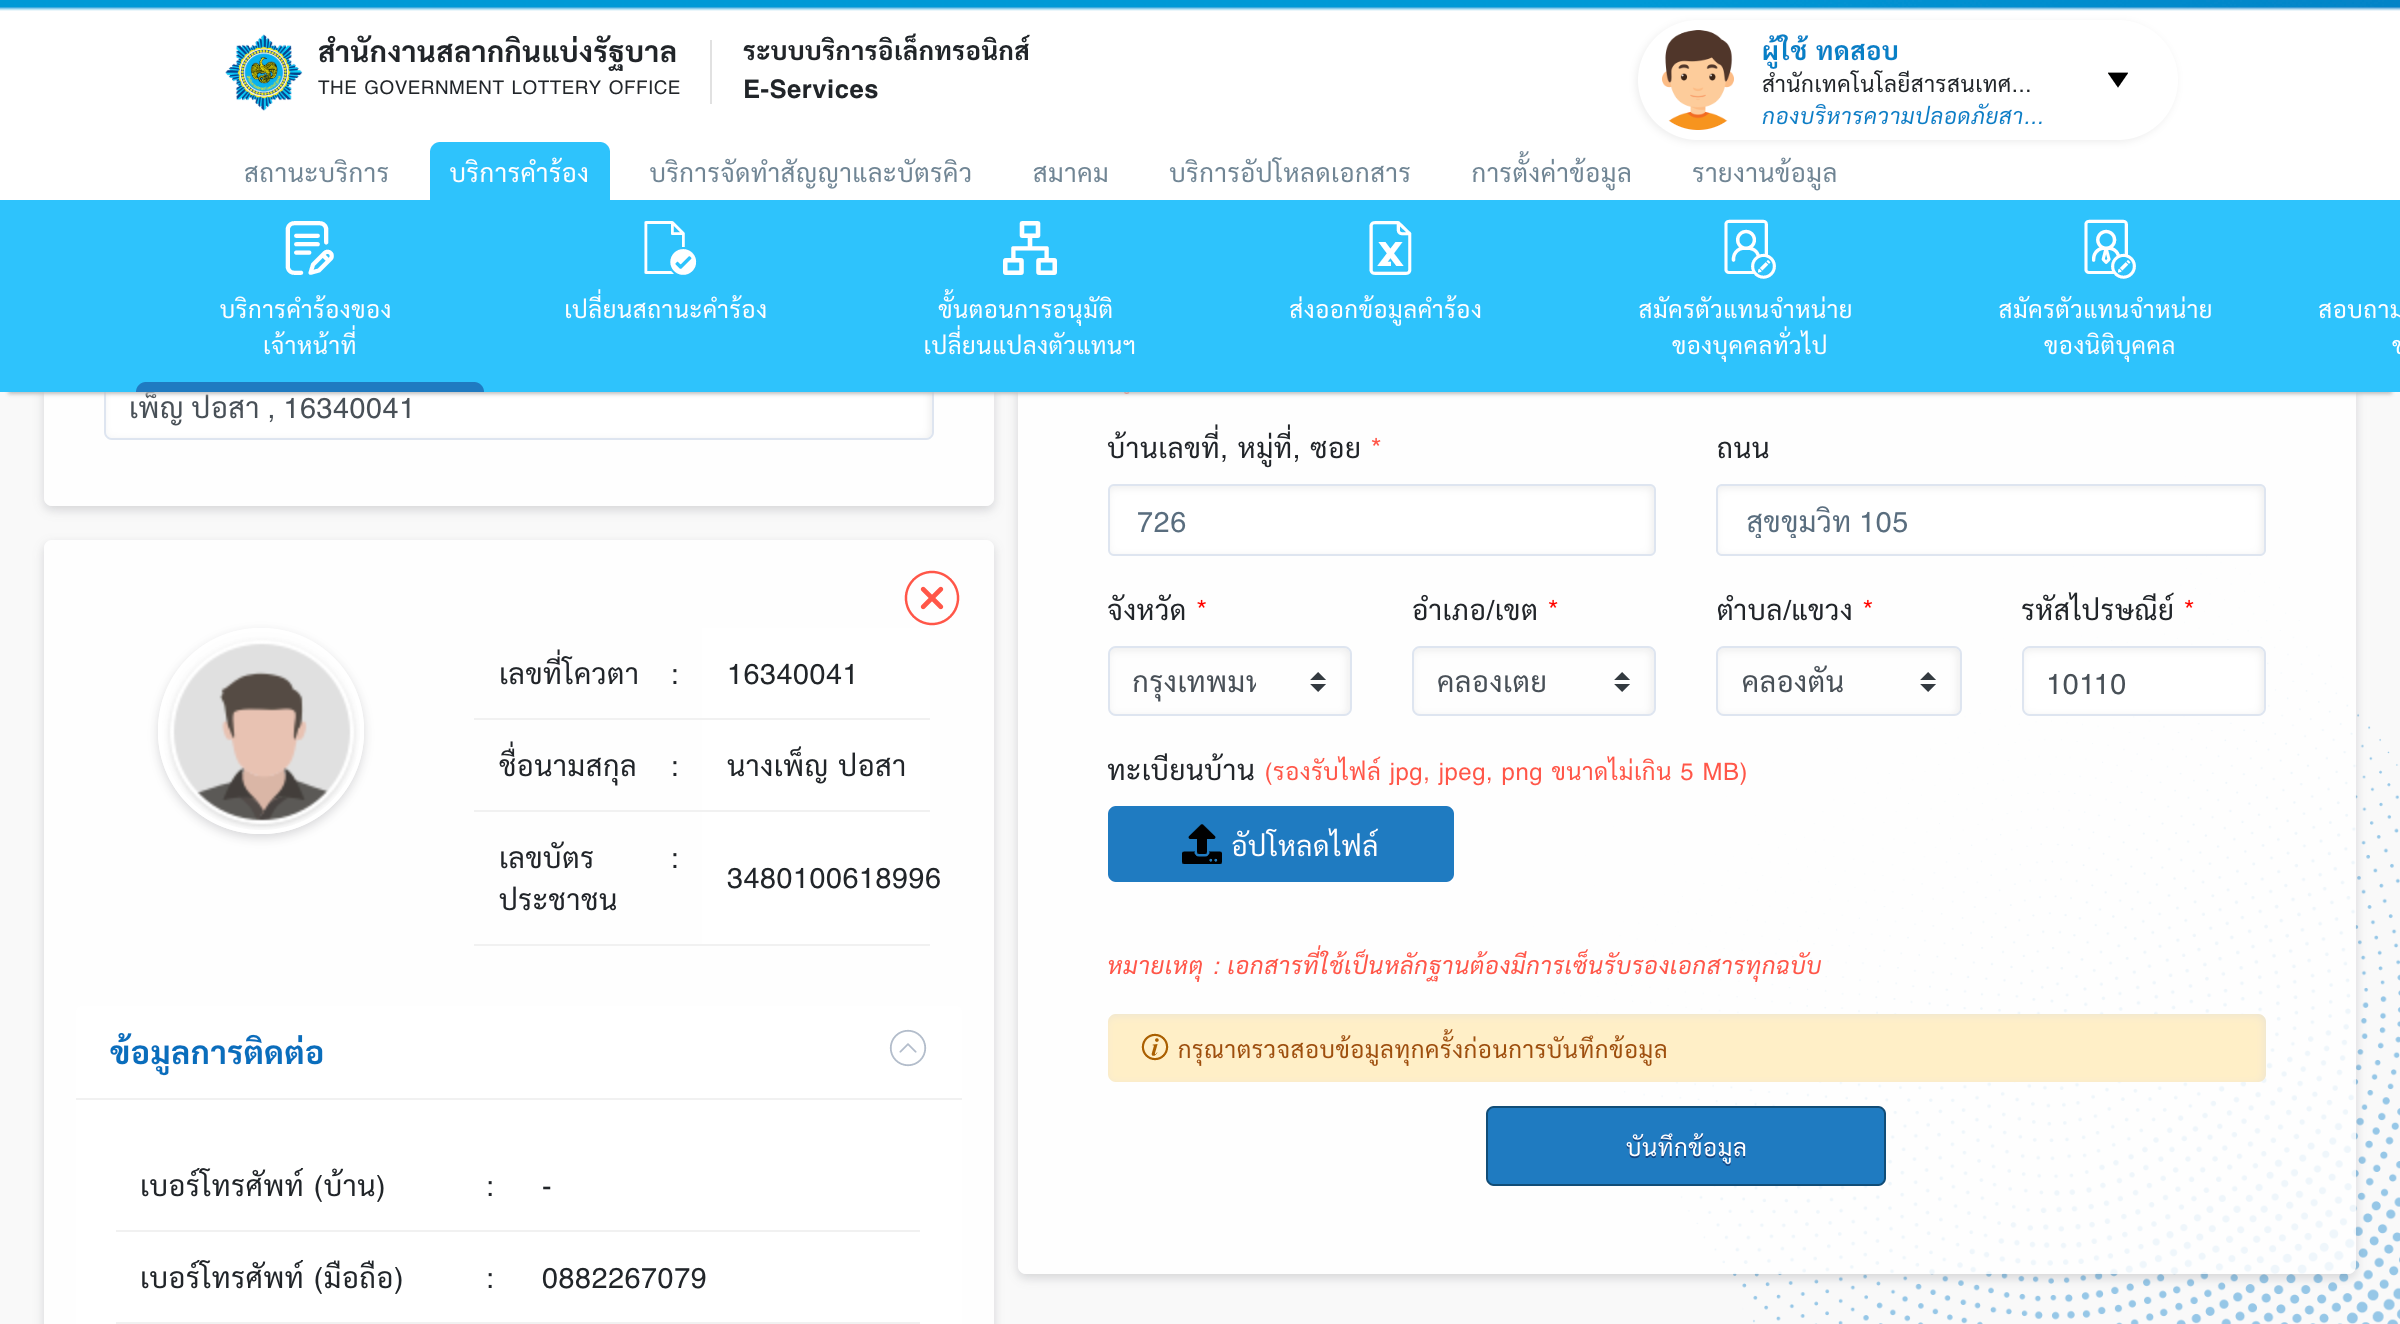 สำนักงานสลากกินแบ่งรัฐบาล
THE GOVERNMENT LOTTERY OFFICE
ระบบบริการอิเล็กทรอนิกส์
E-Services
ผู้ใช้ ทดสอบ
สำนักเทคโนโลยีสารสนเทศ...
กองบริหารความปลอดภัยสา...
สถานะบริการ
บริการคำร้อง
บริการจัดทำสัญญาและบัตรคิว
สมาคม
บริการอัปโหลดเอกสาร
การตั้งค่าข้อมูล
รายงานข้อมูล
บริการคำร้องของ
เจ้าหน้าที่
เปลี่ยนสถานะคำร้อง
ขั้นตอนการอนุมัติ
เปลี่ยนแปลงตัวแทนฯ
ส่งออกข้อมูลคำร้อง
สมัครตัวแทนจำหน่าย
ของบุคคลทั่วไป
สมัครตัวแทนจำหน่าย
ของนิติบุคคล
สอบถาม
เพ็ญ ปอสา , 16340041
เลขที่โควตา : 16340041
ชื่อนามสกุล : นางเพ็ญ ปอสา
เลขบัตร
ประชาชน : 3480100618996
ข้อมูลการติดต่อ
เบอร์โทรศัพท์ (บ้าน) : -
เบอร์โทรศัพท์ (มือถือ) : 0882267079
บ้านเลขที่, หมู่ที่, ซอย *
ถนน
726
สุขขุมวิท 105
จังหวัด *
อำเภอ/เขต *
ตำบล/แขวง *
รหัสไปรษณีย์ *
กรุงเทพมห
คลองเตย
คลองตัน
10110
ทะเบียนบ้าน (รองรับไฟล์ jpg, jpeg, png ขนาดไม่เกิน 5 MB)
อัปโหลดไฟล์
หมายเหตุ : เอกสารที่ใช้เป็นหลักฐานต้องมีการเซ็นรับรองเอกสารทุกฉบับ
กรุณาตรวจสอบข้อมูลทุกครั้งก่อนการบันทึกข้อมูล
บันทึกข้อมูล